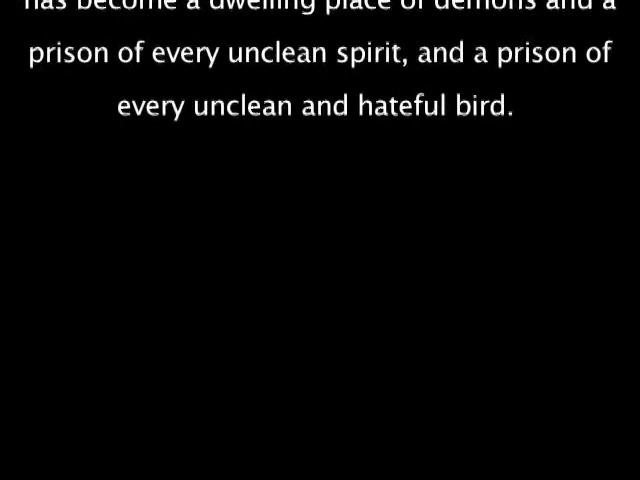 has become a dwelling place of demons and a
prison of every unclean spirit, and a prison of
every unclean and hateful bird.